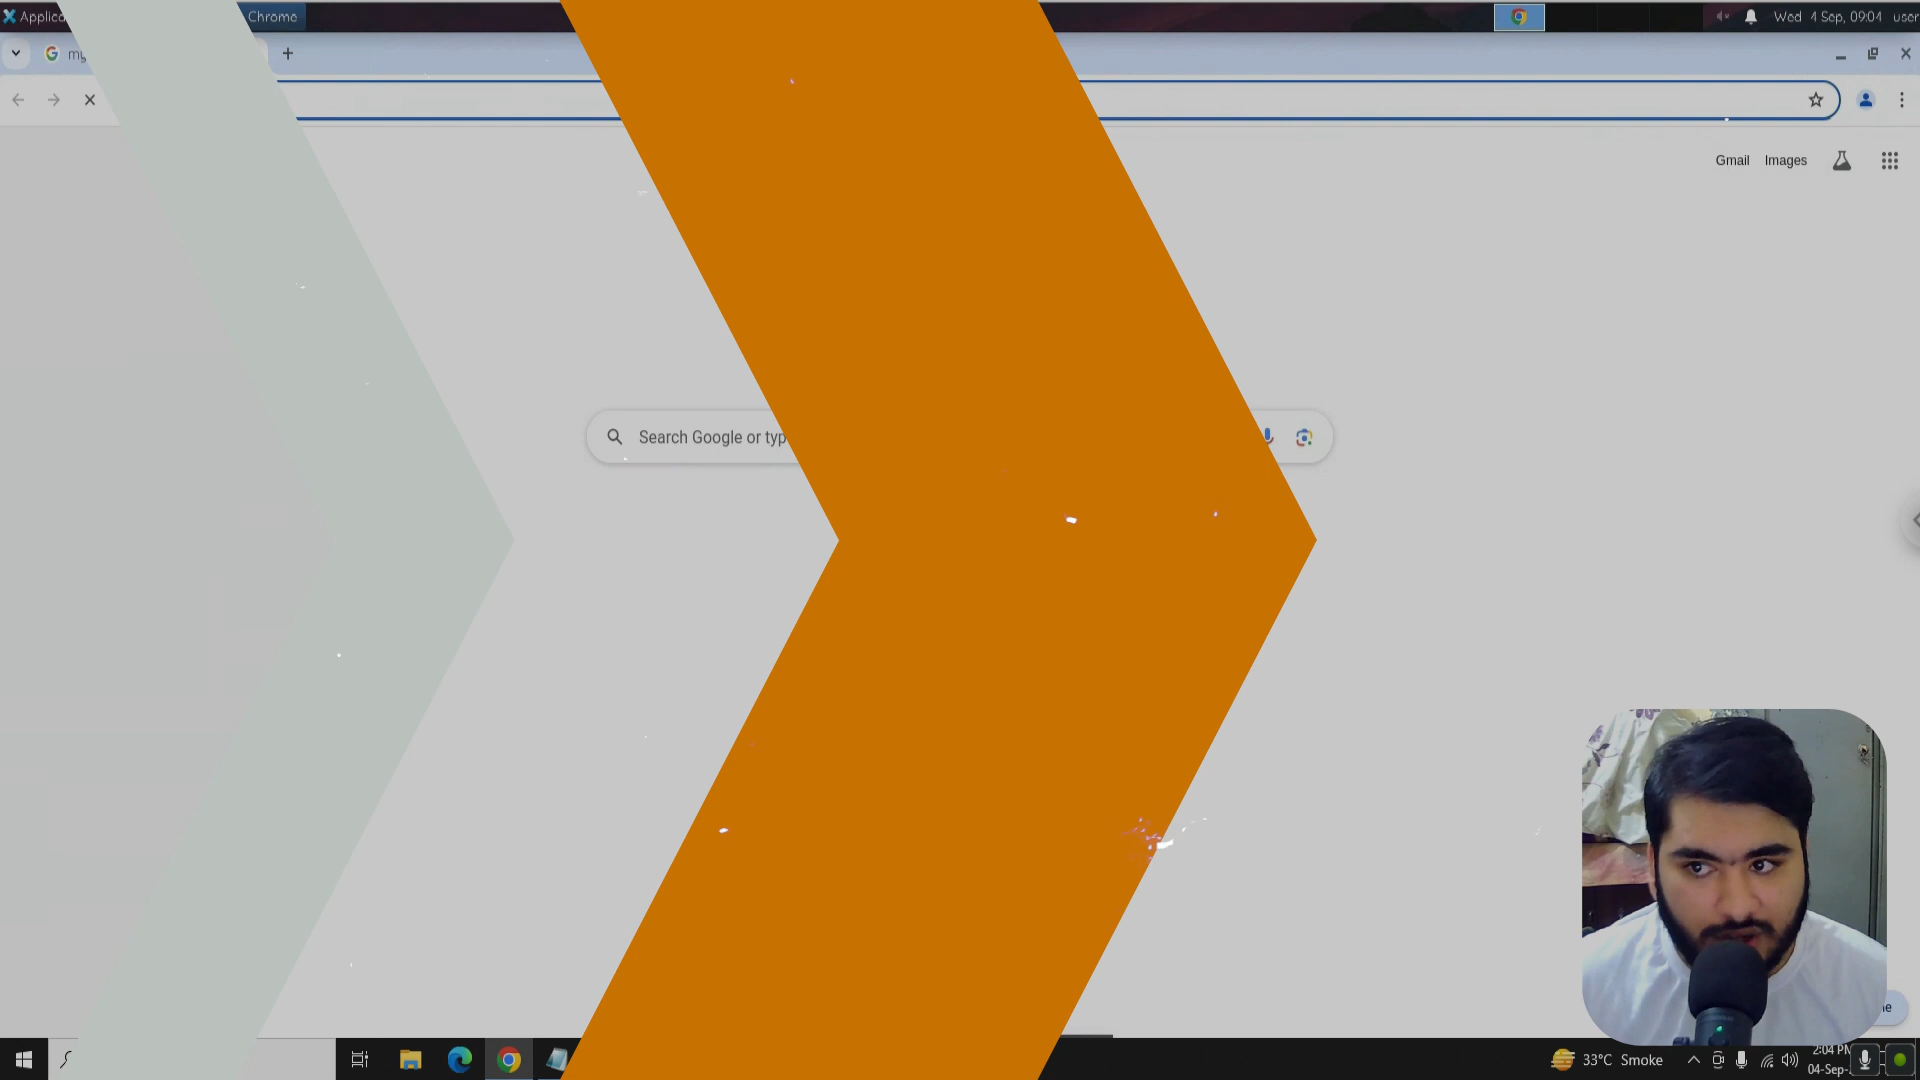 Applic
Chrome
Wed 4 Sep, 09:04 user
my
Gmail Images
Search Google or typ
33°C Smoke
2:04 PM
04-Sep-